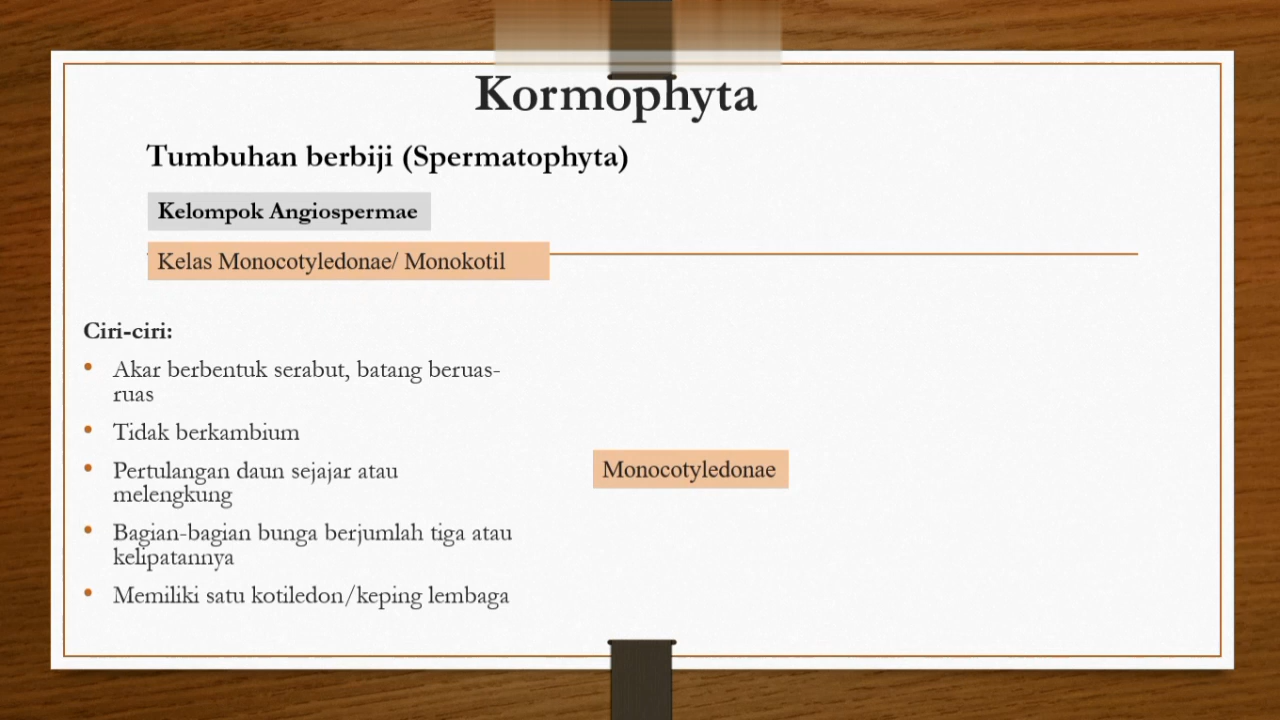 Kormophyta
Tumbuhan berbiji (Spermatophyta)
Kelompok Angiospermae
Kelas Monocotyledonae/ Monokotil
Ciri-ciri:
• Akar berbentuk serabut, batang beruas-
ruas
• Tidak berkambium
• Pertulangan daun sejajar atau
melengkung
• Bagian-bagian bunga berjumlah tiga atau
kelipatannya
• Memiliki satu kotiledon/keping lembaga
Monocotyledonae